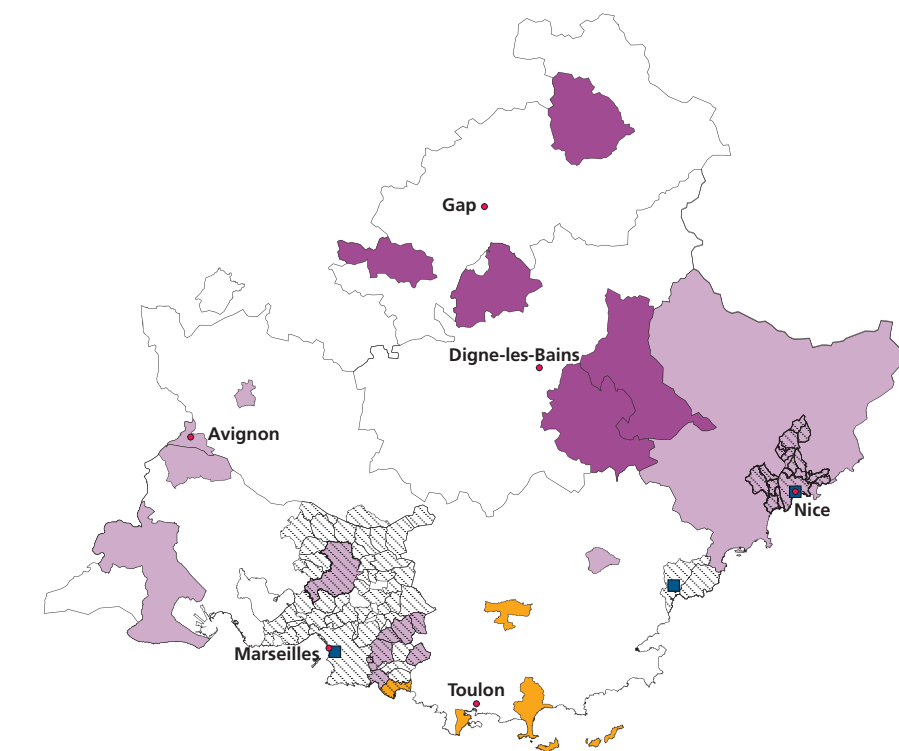 Gap
Digne-les-Bains
Avignon
Nice
Marseilles
Toulon